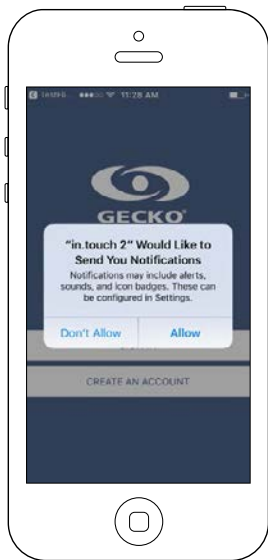 11:28 AM
GECKO
"in.touch 2" Would Like to
Send You Notifications
Notifications may include alerts,
sounds, and icon badges. These can
be configured in Settings.
Don't Allow
Allow
CREATE AN ACCOUNT